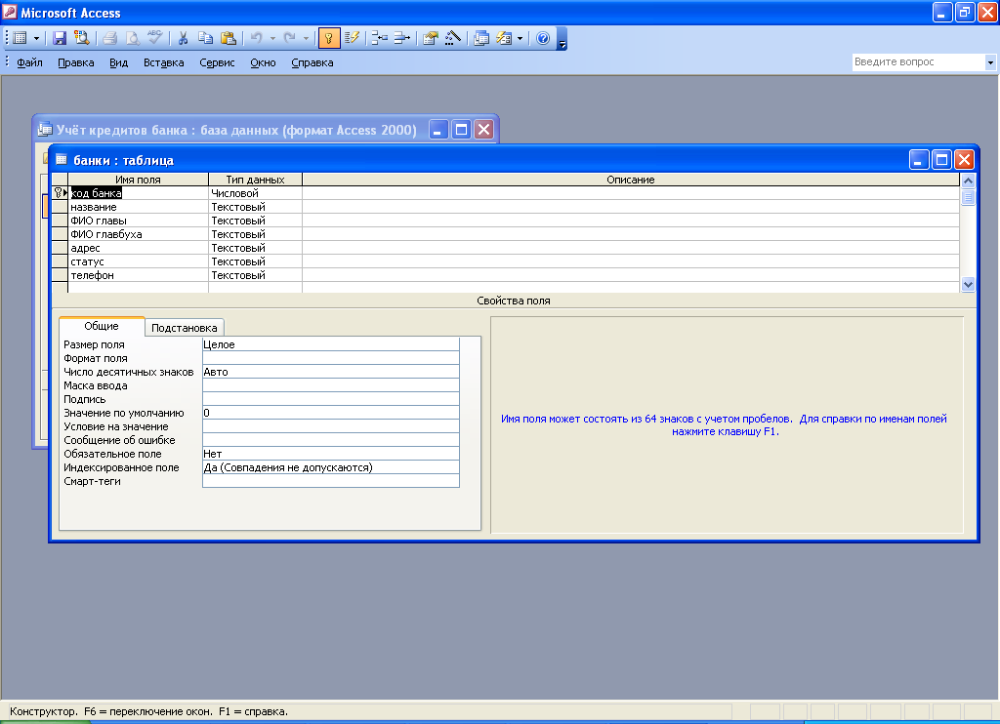 Microsoft Access
Файл Правка Вид Вставка Сервис Окно Справка
Введите вопрос
Учёт кредитов банка : база данных (формат Access 2000)
банки : таблица
Имя поля Тип данных Описание
код банка Числовой
название Текстовый
ФИО главы Текстовый
ФИО главбуха Текстовый
адрес Текстовый
статус Текстовый
телефон Текстовый
Свойства поля
Общие Подстановка
Размер поля Целое
Формат поля
Число десятичных знаков Авто
Маска ввода
Подпись
Значение по умолчанию 0
Условие на значение
Сообщение об ошибке
Обязательное поле Нет
Индексированное поле Да (Совпадения не допускаются)
Смарт-теги
Имя поля может состоять из 64 знаков с учетом пробелов. Для справки по именам полей
нажмите клавишу F1.
Конструктор. F6 = переключение окон. F1 = справка.